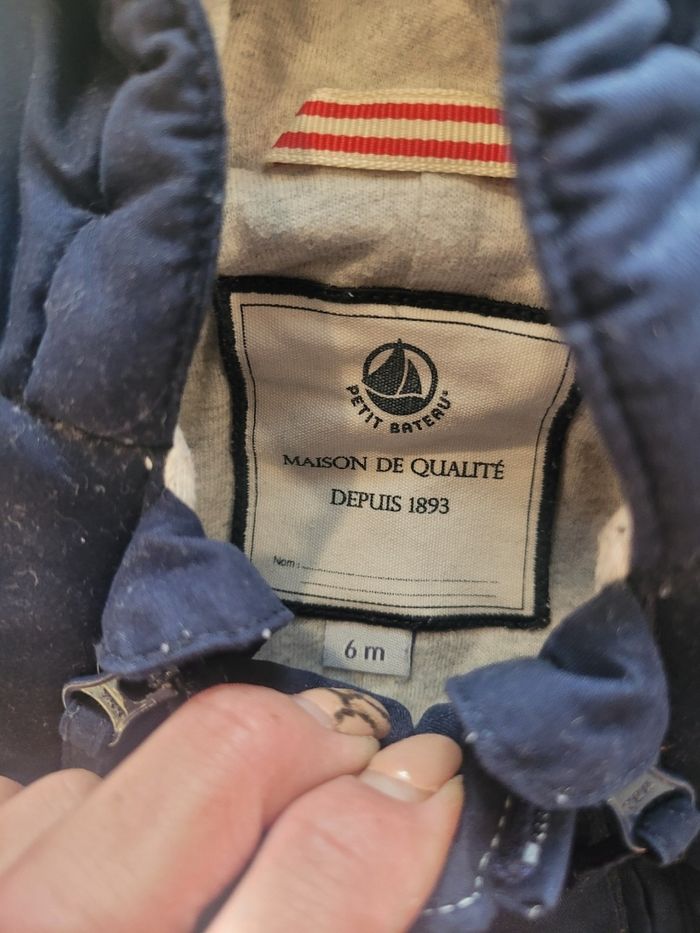 PETIT BATEAU®
MAISON DE QUALITÉ
DEPUIS 1893
Nom :
6 m